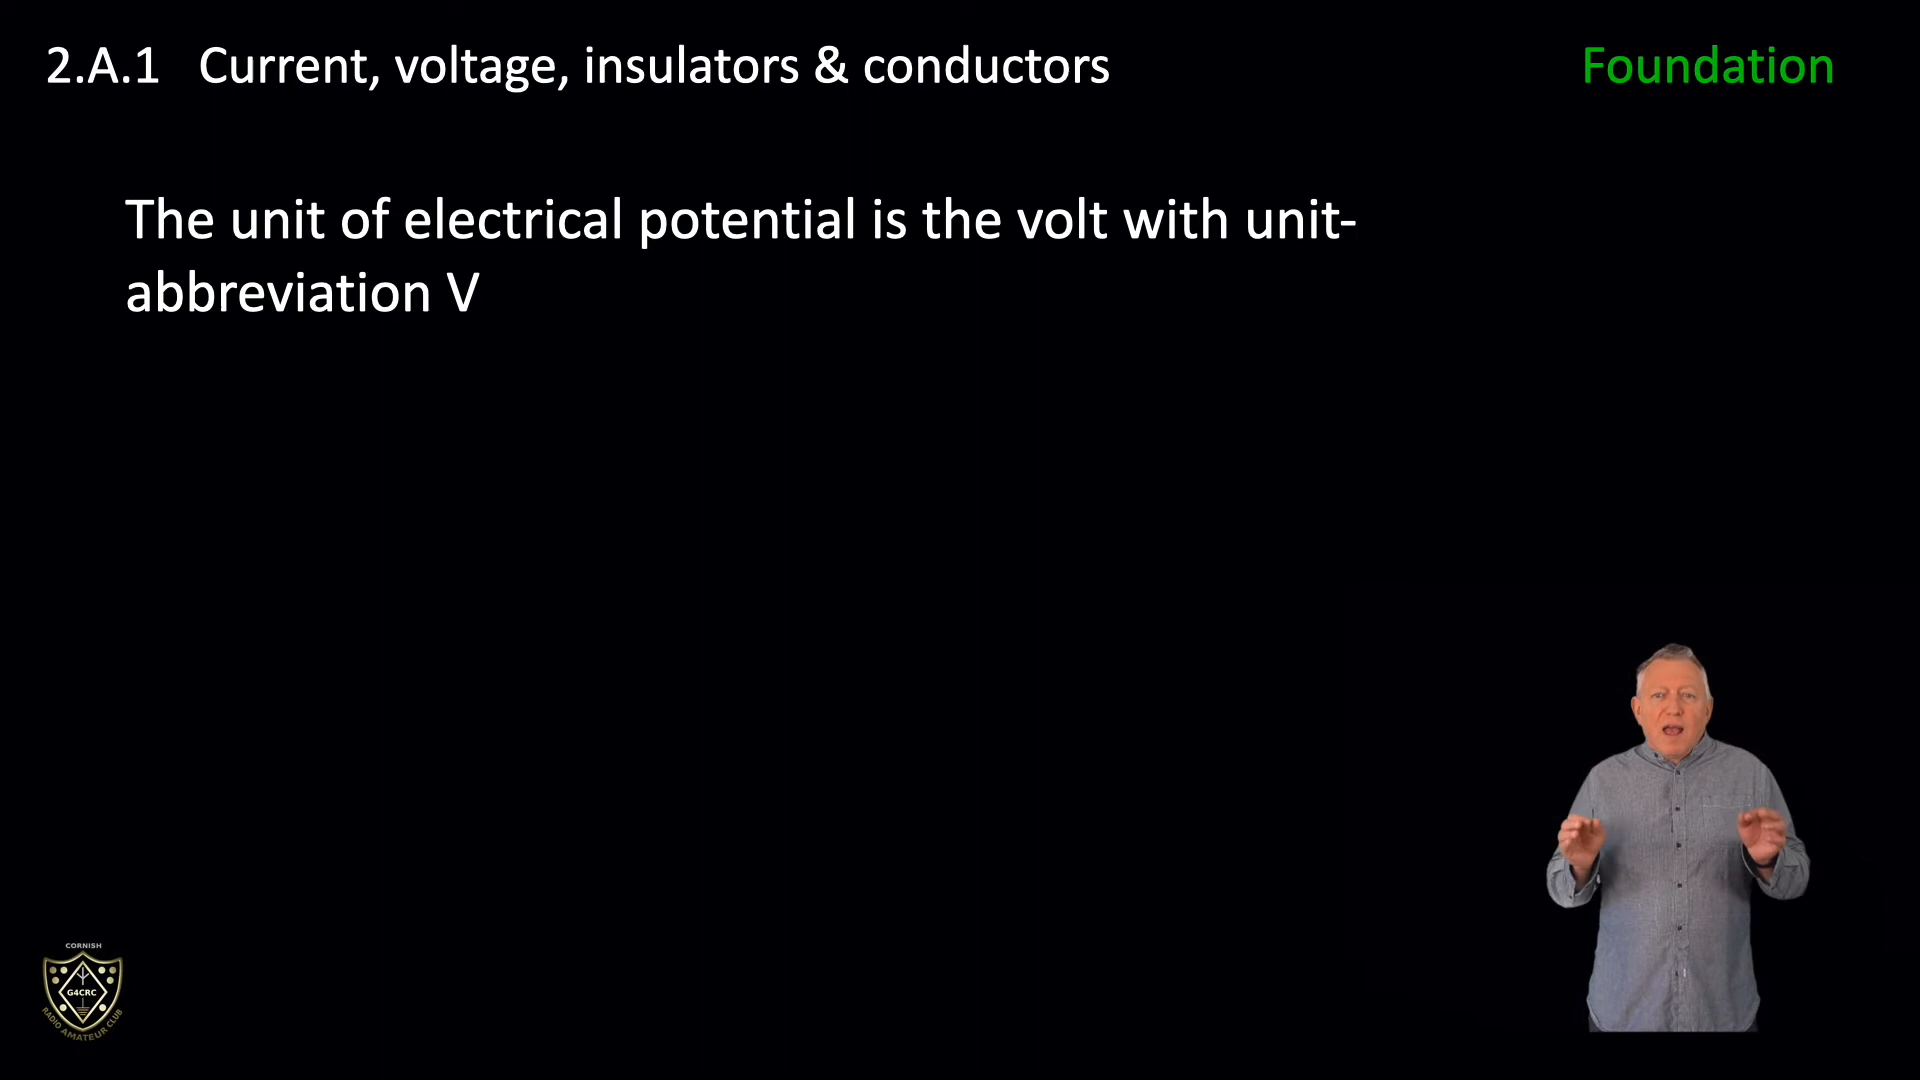 2.A.1 Current, voltage, insulators & conductors
Foundation
The unit of electrical potential is the volt with unit-
abbreviation V
CORNISH
G4CRC
RADIO AMATEUR CLUB